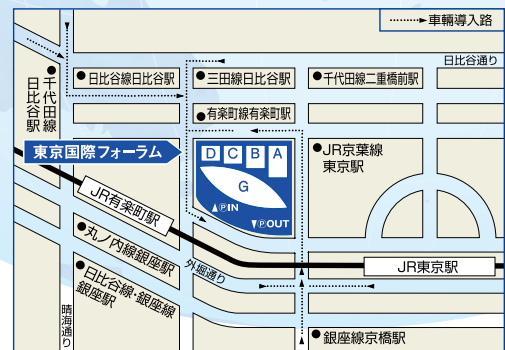 車輛導入路
日比谷通り
日比谷線日比谷駅
三田線日比谷駅
千代田線二重橋前駅
千代田線
日比谷駅
有楽町線有楽町駅
東京国際フォーラム
D C B A
G
▲PIN
▼POUT
JR京葉線
東京駅
JR有楽町駅
丸ノ内線銀座駅
外堀通り
日比谷線・銀座線
銀座駅
JR東京駅
晴海通り
銀座線京橋駅